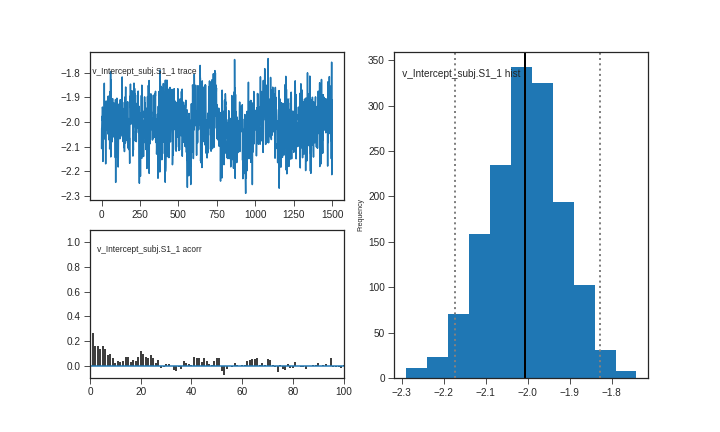 v_Intercept_subj.S1_1 trace
−1.8
−1.9
−2.0
−2.1
−2.2
−2.3
0 250 500 750 1000 1250 1500
v_Intercept_subj.S1_1 acorr
1.0
0.8
0.6
0.4
0.2
0.0
0 20 40 60 80 100
v_Intercept_subj.S1_1 hist
Frequency
350
300
250
200
150
100
50
0
−2.3 −2.2 −2.1 −2.0 −1.9 −1.8